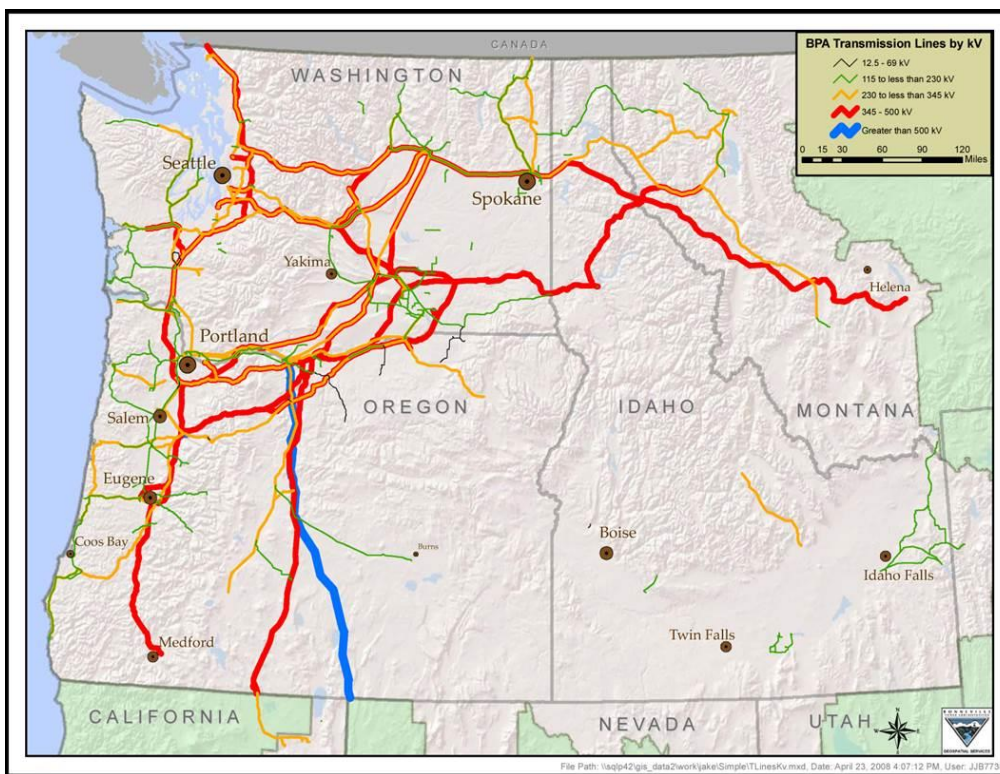 CANADA
BPA Transmission Lines by kV
12.5 - 69 kV
115 to less than 230 kV
230 to less than 345 kV
345 - 500 kV
Greater than 500 kV
0 15 30 60 90 120
Miles
WASHINGTON
Seattle
Spokane
Yakima
Helena
Portland
OREGON
IDAHO
MONTANA
Salem
Eugene
Coos Bay
Burns
Boise
Idaho Falls
Medford
Twin Falls
CALIFORNIA
NEVADA
UTAH
File Path: \\sqlp42\gis_data2\work\jake\Simple\TLinesKv.mxd, Date: April 23, 2008 4:07:12 PM, User: JJB773